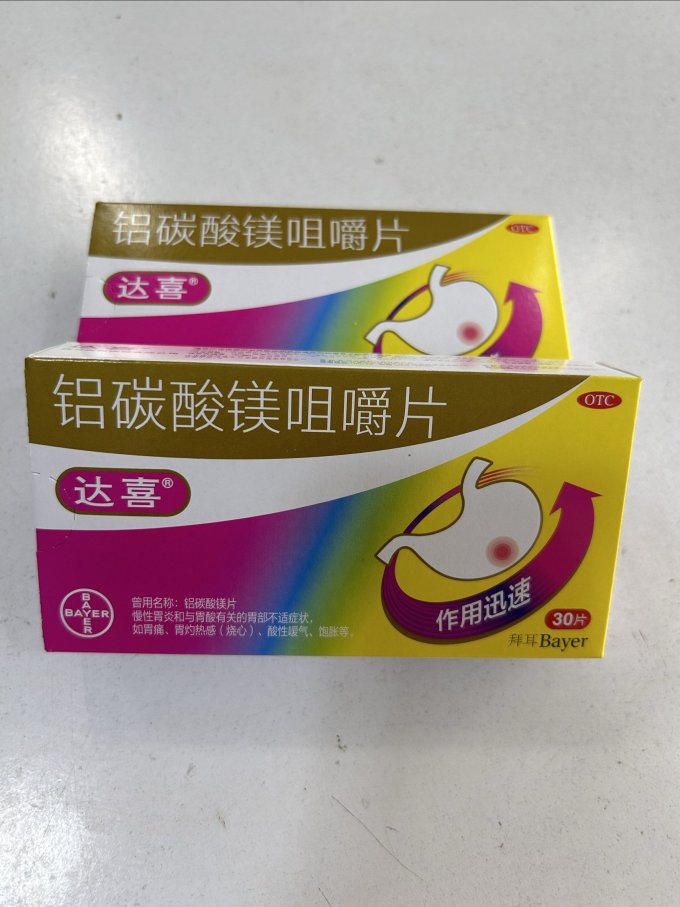 铝碳酸镁咀嚼片
OTC
达喜®
铝碳酸镁咀嚼片
OTC
达喜®
BAYER
BAYER
曾用名称：铝碳酸镁片
慢性胃炎和与胃酸有关的胃部不适症状，
如胃痛、胃灼热感（烧心）、酸性嗳气、饱胀等。
作用迅速
30片
拜耳Bayer